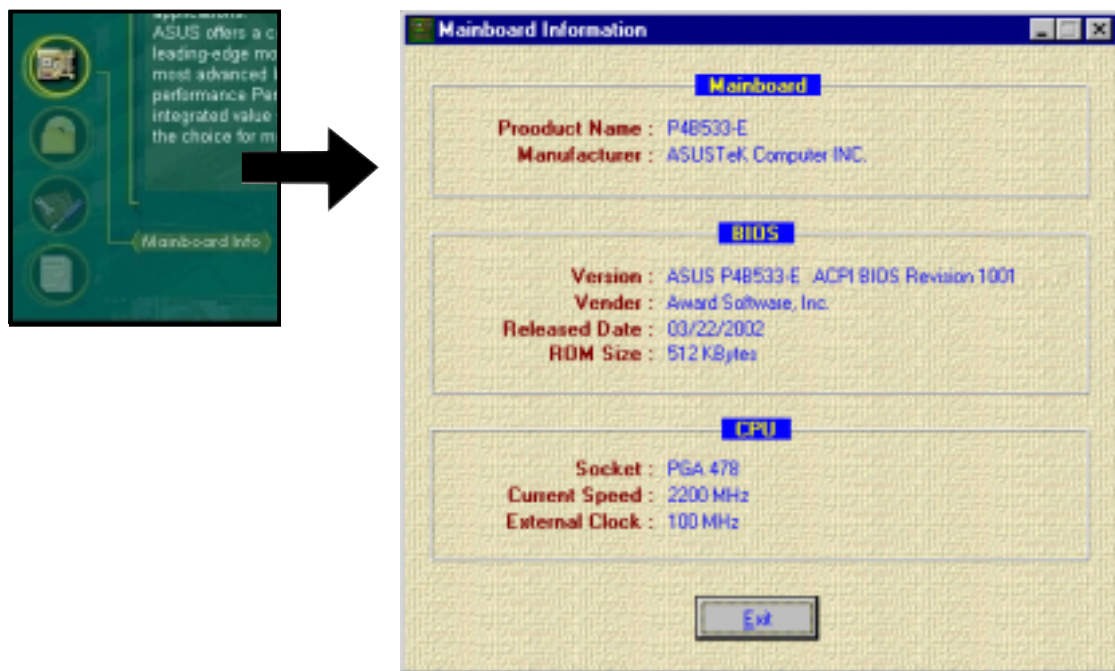 applications.
ASUS offers a c
leading-edge mo
most advanced
performance Per
integrated value
the choice for m
Mainboard Info
Mainboard Information
Mainboard
Prooduct Name : P4B533-E
Manufacturer : ASUSTeK Computer INC.
BIOS
Version : ASUS P4B533-E ACPI BIOS Revision 1001
Vender : Award Software, Inc.
Released Date : 03/22/2002
ROM Size : 512 KBytes
CPU
Socket : PGA 478
Current Speed : 2200 MHz
External Clock : 100 MHz
Exit